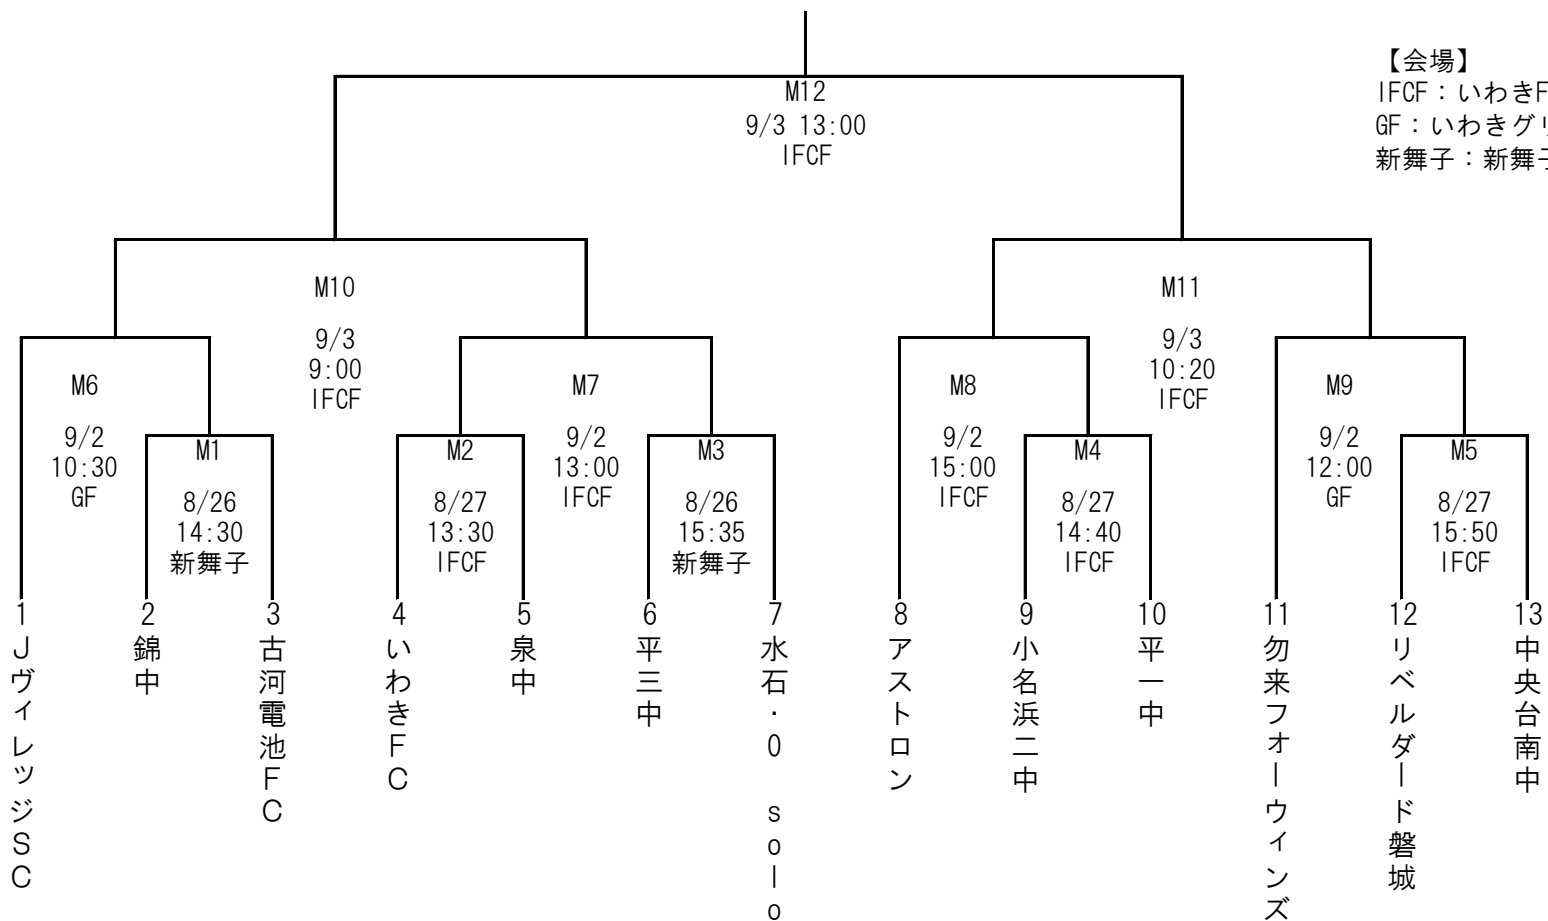 M12
9/3 13:00
IFCF
【会場】
IFCF：いわきF
GF：いわきグリ
新舞子：新舞子
M10
9/3
9:00
IFCF
M11
9/3
10:20
IFCF
M6
9/2
10:30
GF
M7
9/2
13:00
IFCF
M8
9/2
15:00
IFCF
M9
9/2
12:00
GF
M1
8/26
14:30
新舞子
M2
8/27
13:30
IFCF
M3
8/26
15:35
新舞子
M4
8/27
14:40
IFCF
M5
8/27
15:50
IFCF
1
JヴィレッジSC
2
錦中
3
古河電池FC
4
いわきFC
5
泉中
6
平三中
7
水石・O solo
8
アストロン
9
小名浜二中
10
平一中
11
勿来フォーウィンズ
12
リベルダード磐城
13
中央台南中